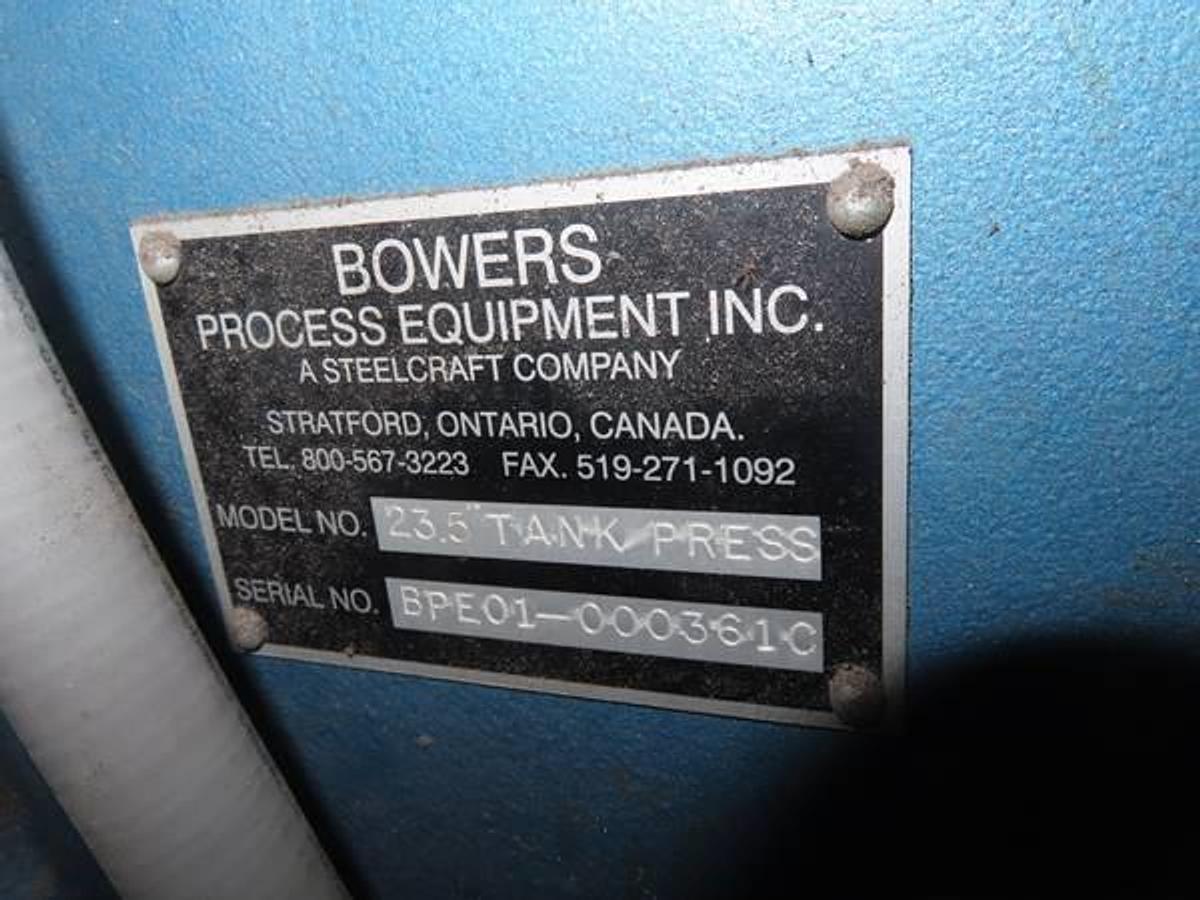 BOWERS
PROCESS EQUIPMENT INC.
A STEELCRAFT COMPANY
STRATFORD, ONTARIO, CANADA.
TEL. 800-567-3223 FAX. 519-271-1092
MODEL NO. 23.5" TANK PRESS
SERIAL NO. BPE01-000361C